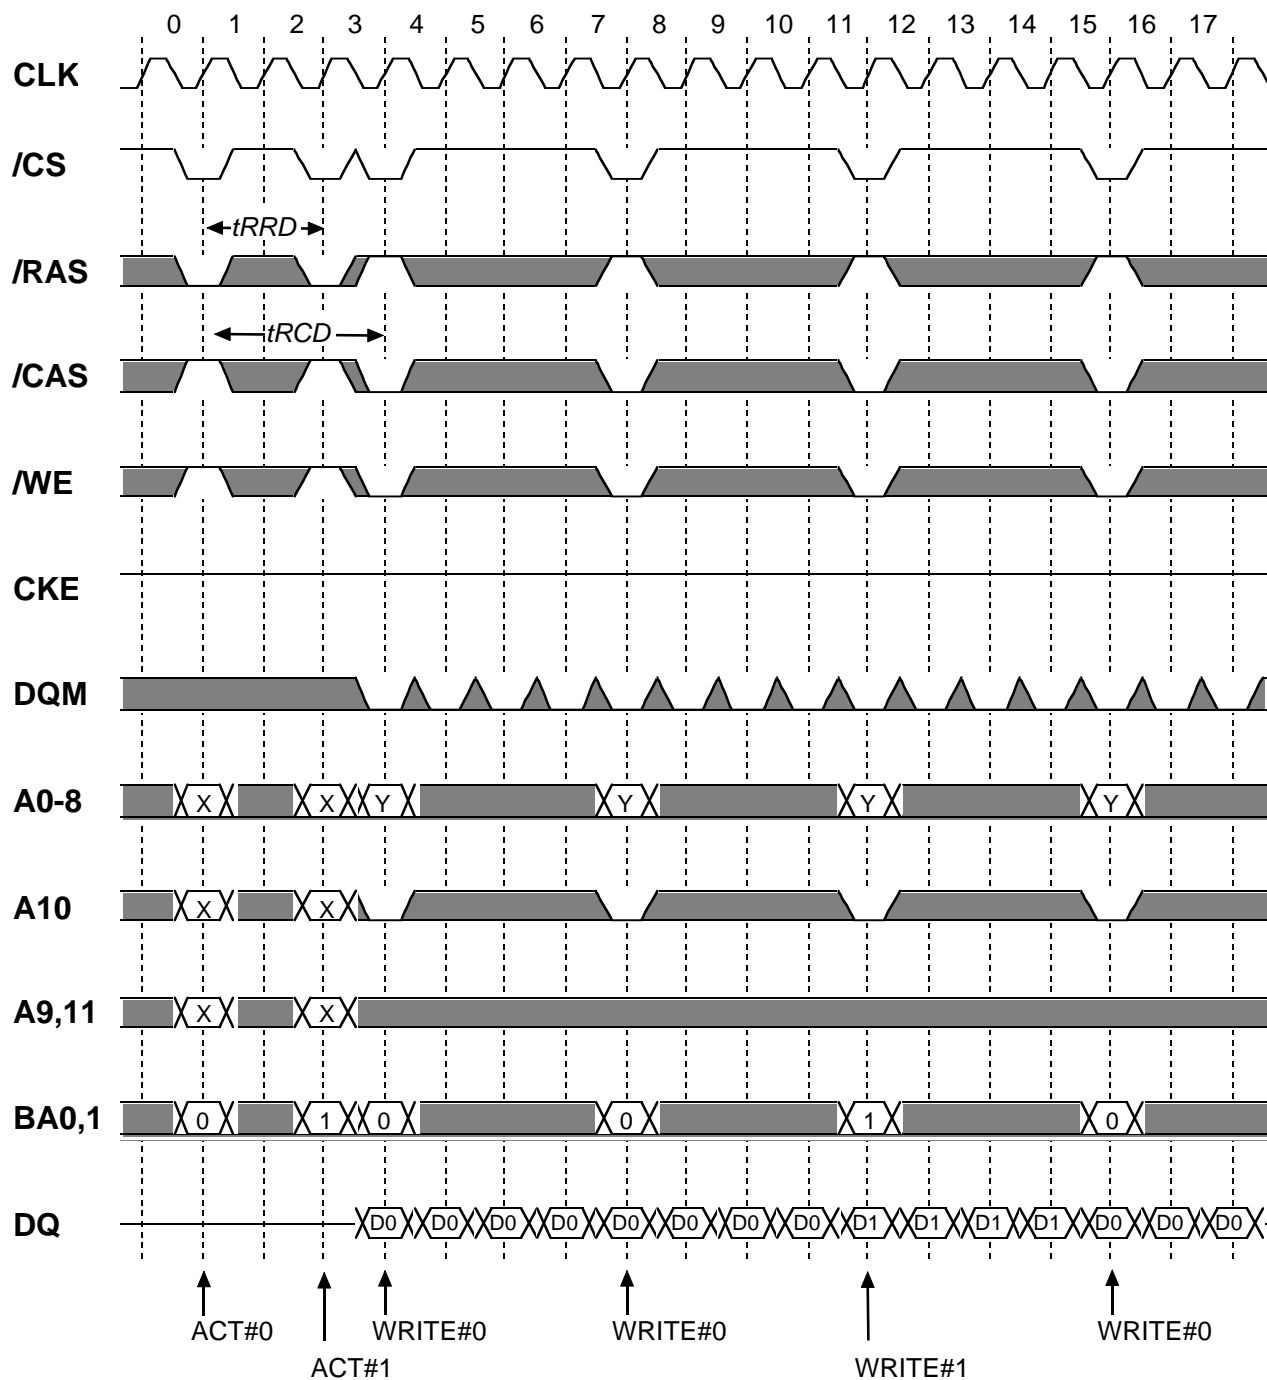 0 1 2 3 4 5 6 7 8 9 10 11 12 13 14 15 16 17
CLK
/CS
tRRD
/RAS
tRCD
/CAS
/WE
CKE
DQM
A0-8 X X Y Y Y Y
A10 X X
A9,11 X X
BA0,1 0 1 0 0 1 0
DQ D0 D0 D0 D0 D0 D0 D0 D0 D1 D1 D1 D1 D0 D0 D0
ACT#0 WRITE#0 WRITE#0 WRITE#0
ACT#1 WRITE#1